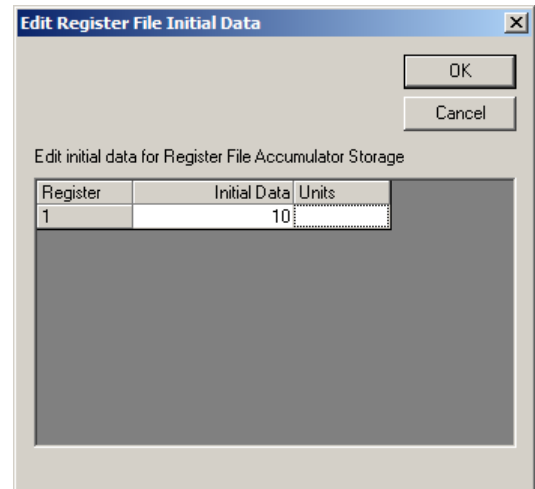 Edit Register File Initial Data
OK
Cancel
Edit initial data for Register File Accumulator Storage
Register Initial Data Units
1 10